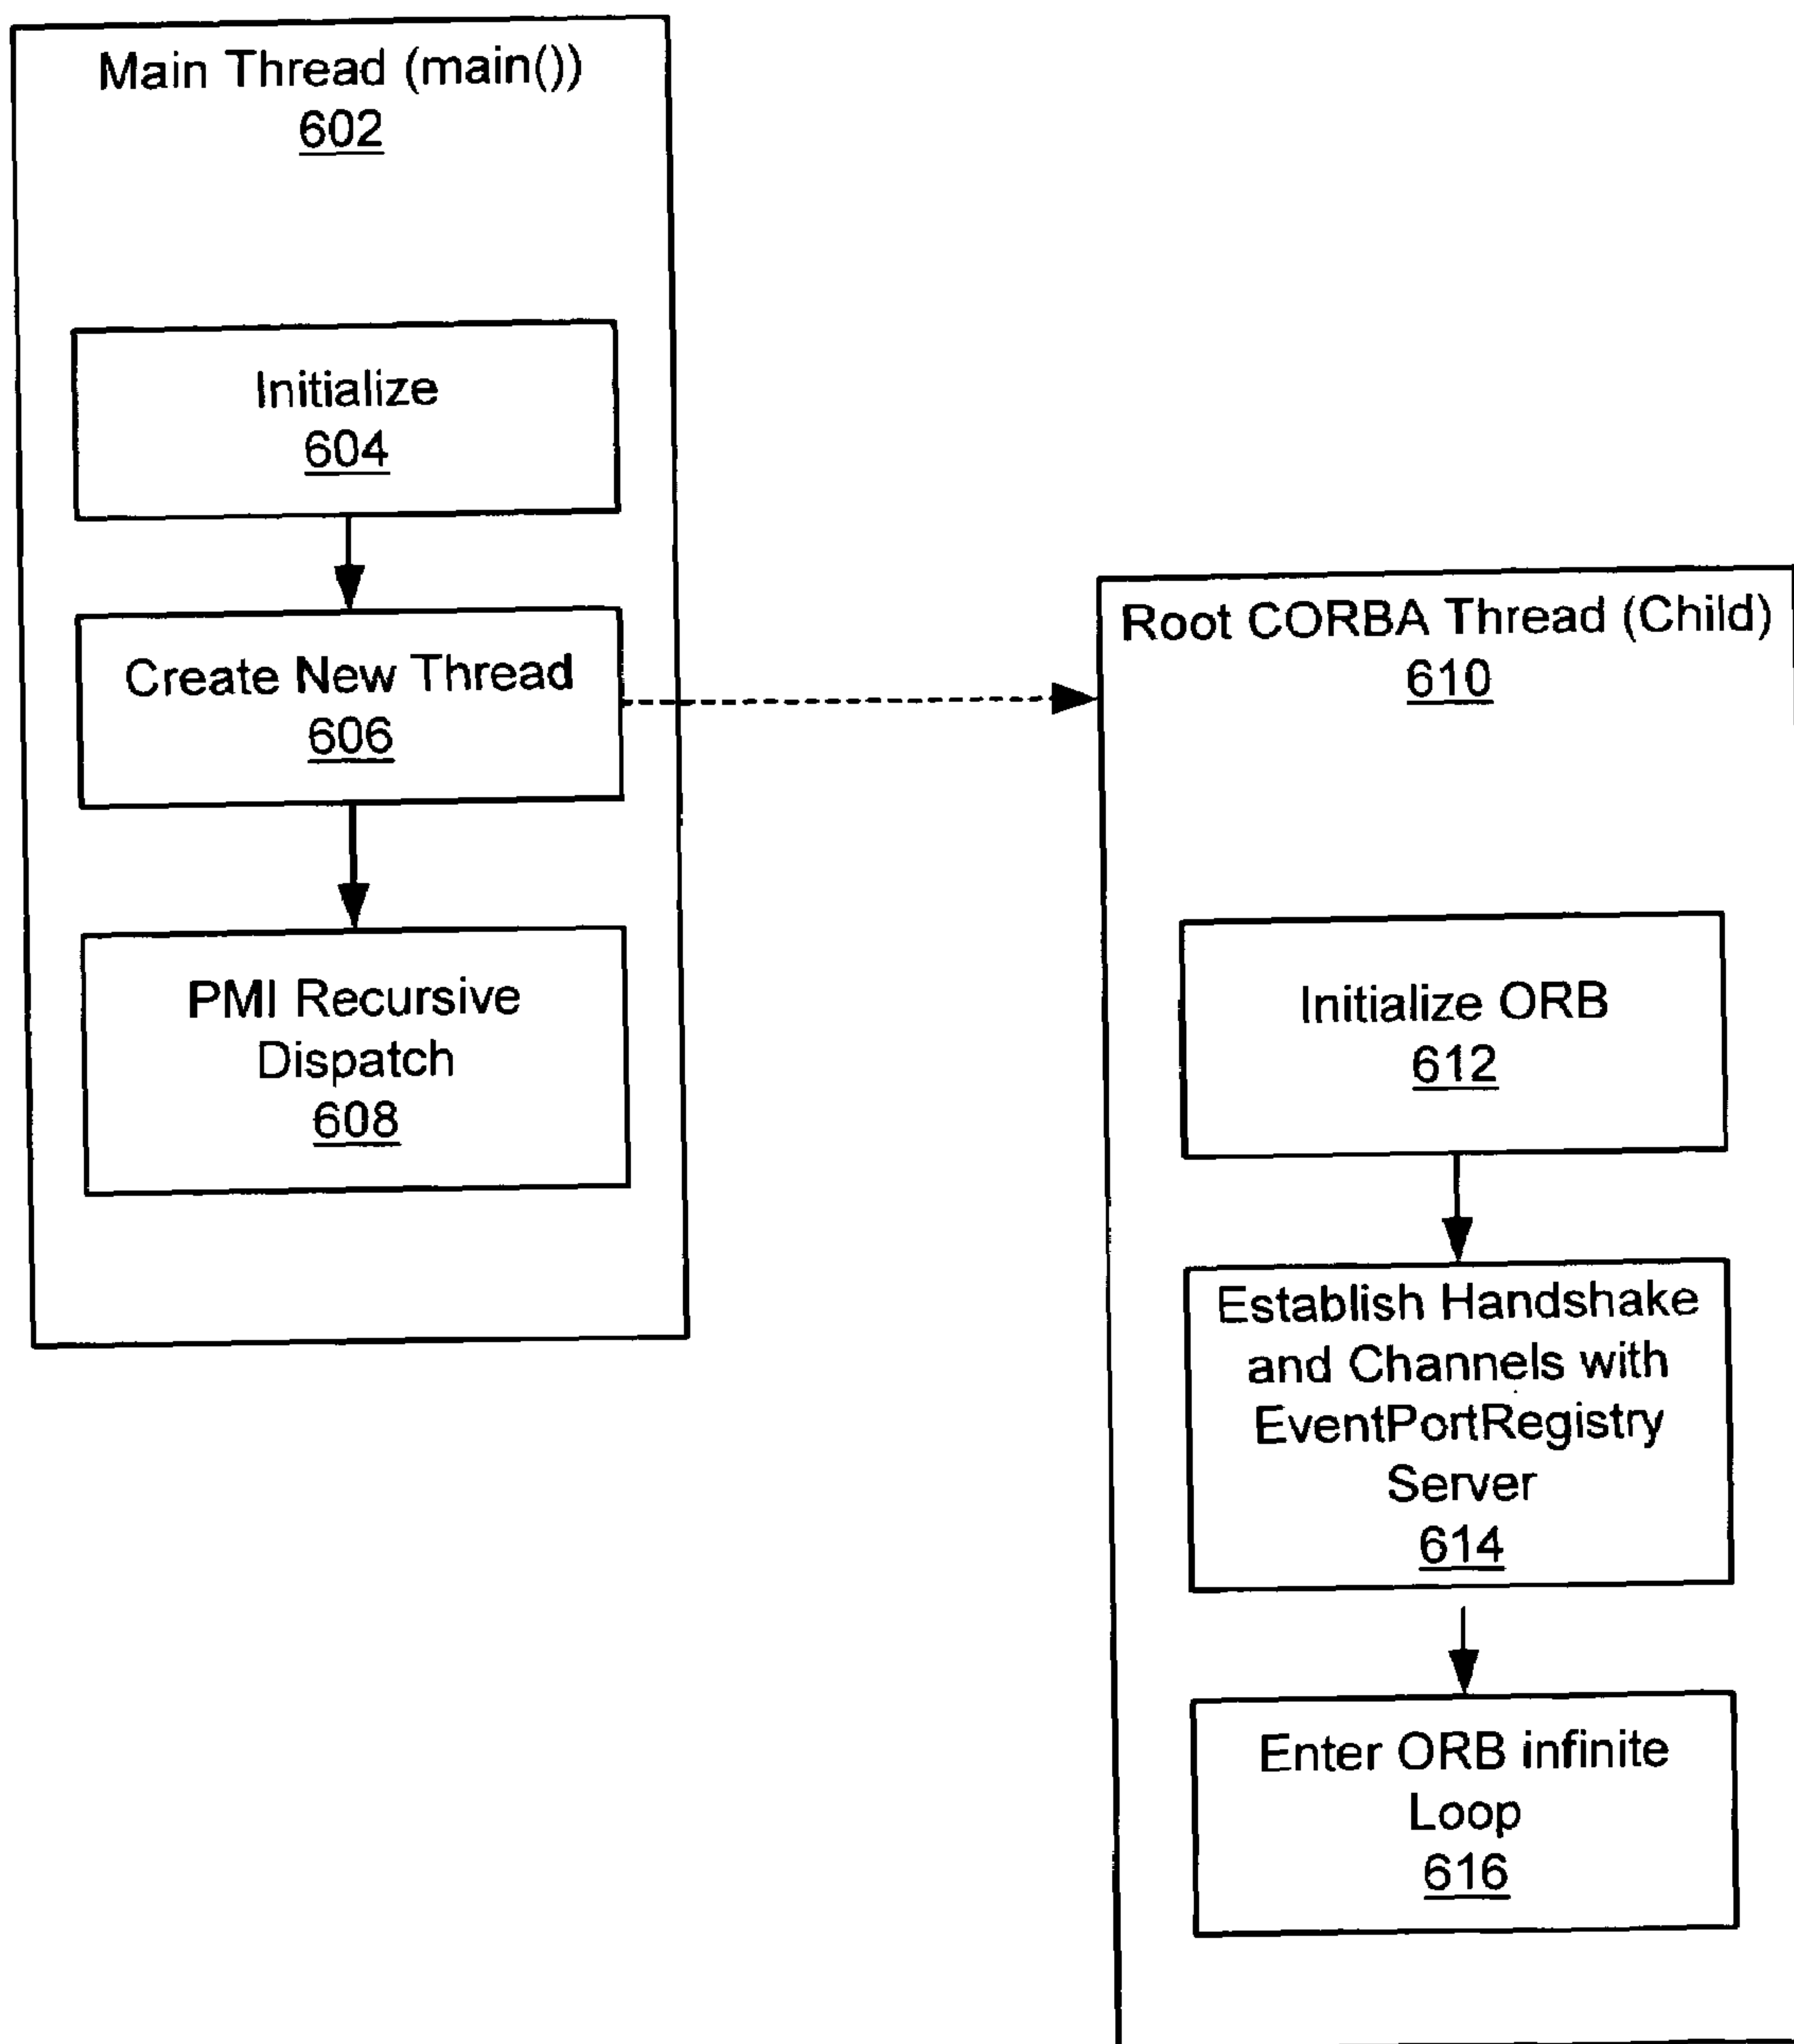 Main Thread (main())
602
Initialize
604
Create New Thread
606
PMI Recursive
Dispatch
608
Root CORBA Thread (Child)
610
Initialize ORB
612
Establish Handshake
and Channels with
EventPortRegistry
Server
614
Enter ORB infinite
Loop
616